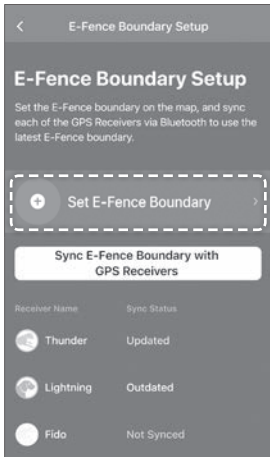 E-Fence Boundary Setup
E-Fence Boundary Setup
Set the E-Fence boundary on the map, and sync
each of the GPS Receivers via Bluetooth to use the
latest E-Fence boundary.
Set E-Fence Boundary
Sync E-Fence Boundary with
GPS Receivers
Receiver Name Sync Status
Thunder Updated
Lightning Outdated
Fido Not Synced